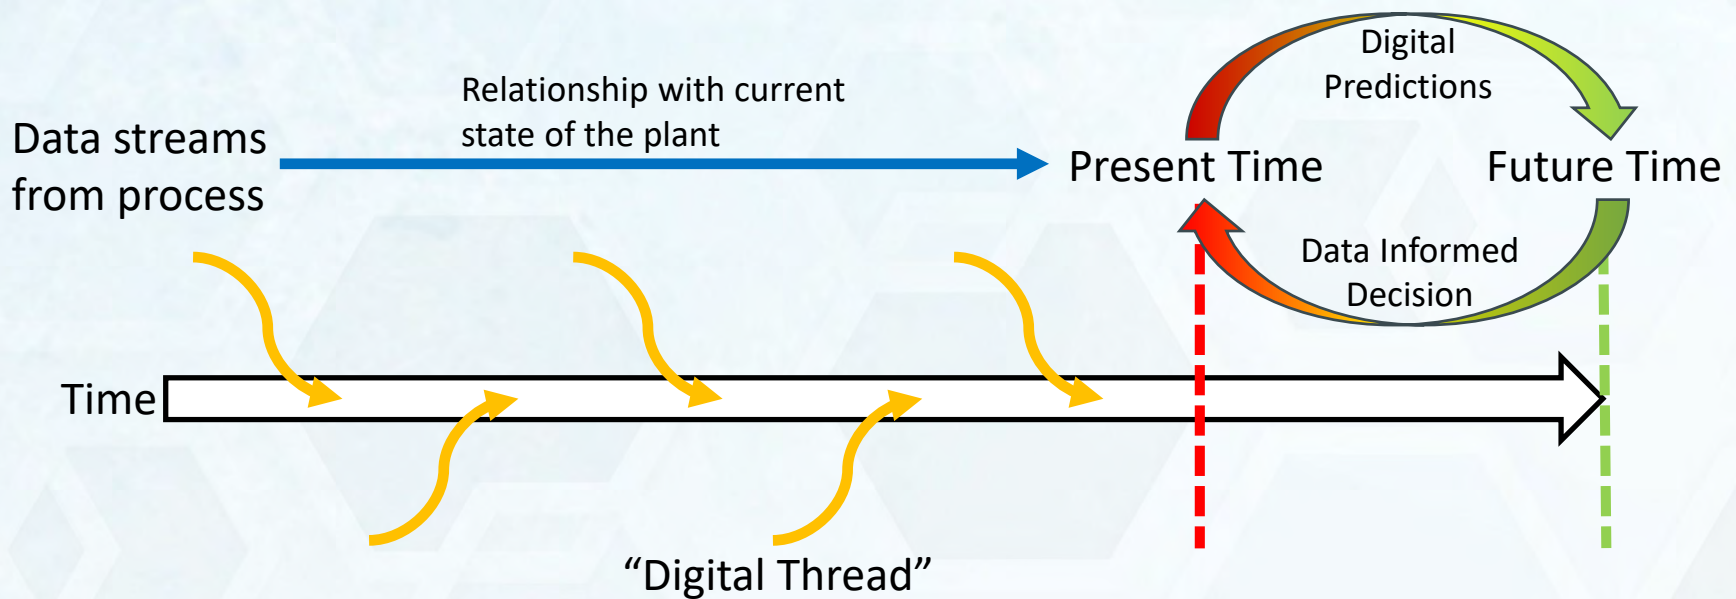 Data streams
from process
Relationship with current
state of the plant
Present Time
Digital
Predictions
Future Time
Data Informed
Decision
Time
“Digital Thread”